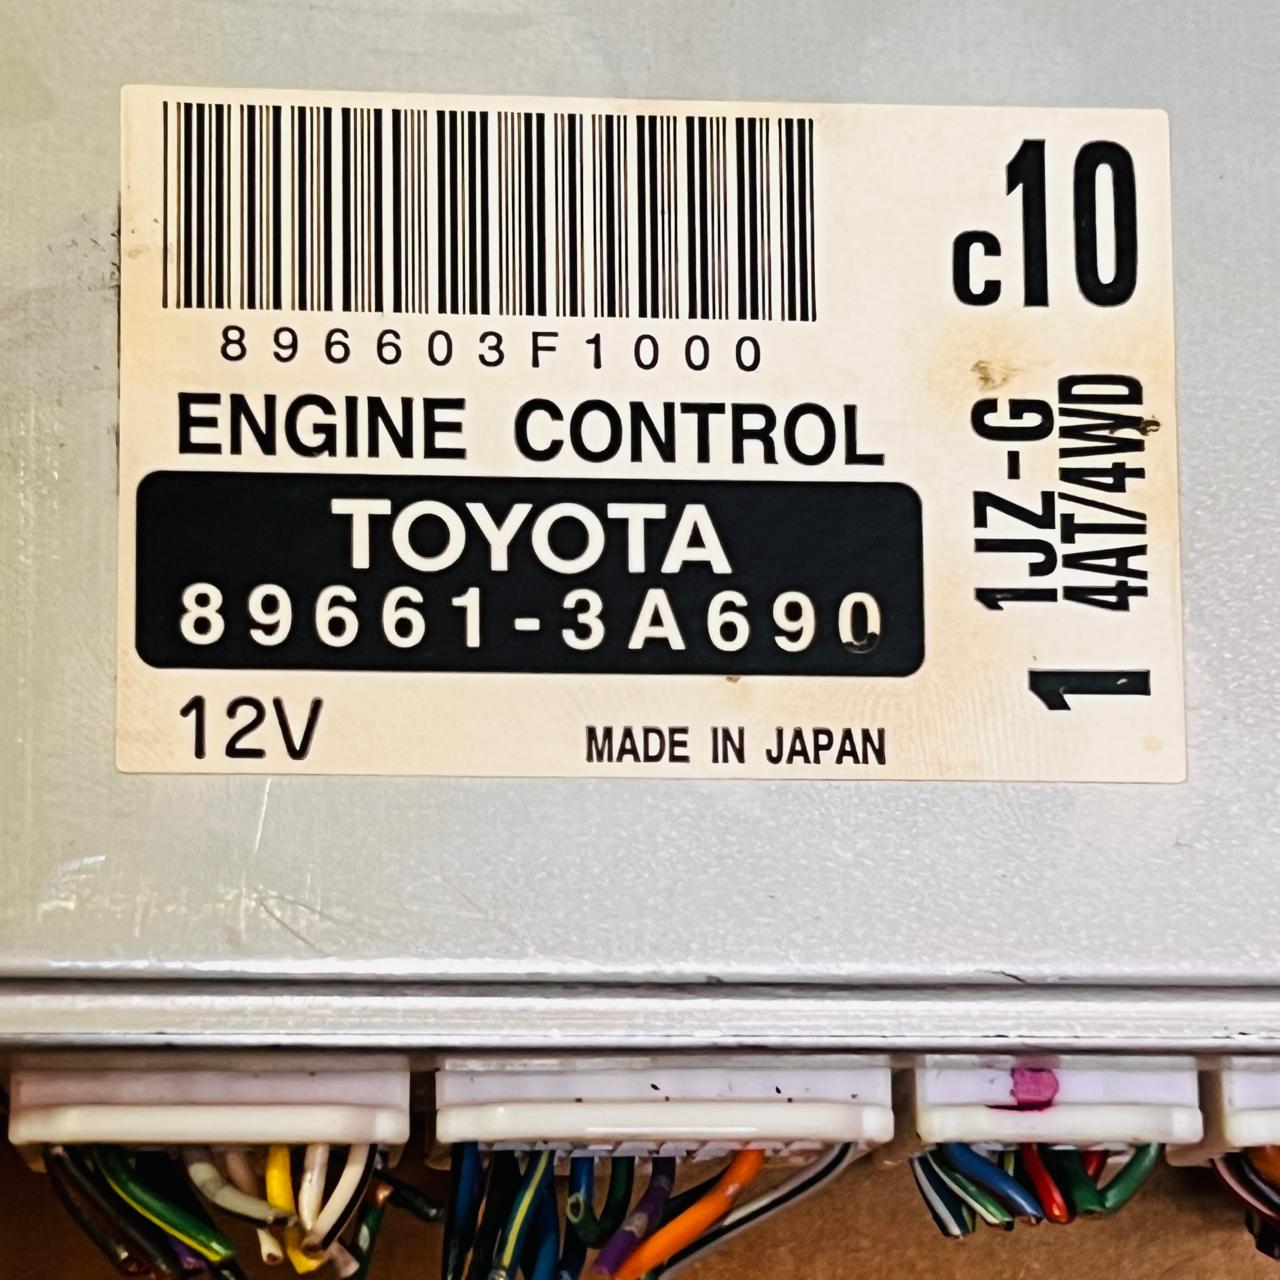 896603F1000
ENGINE CONTROL
TOYOTA
89661-3A690
12V
MADE IN JAPAN
c10
1JZ-G
4AT/4WD
1